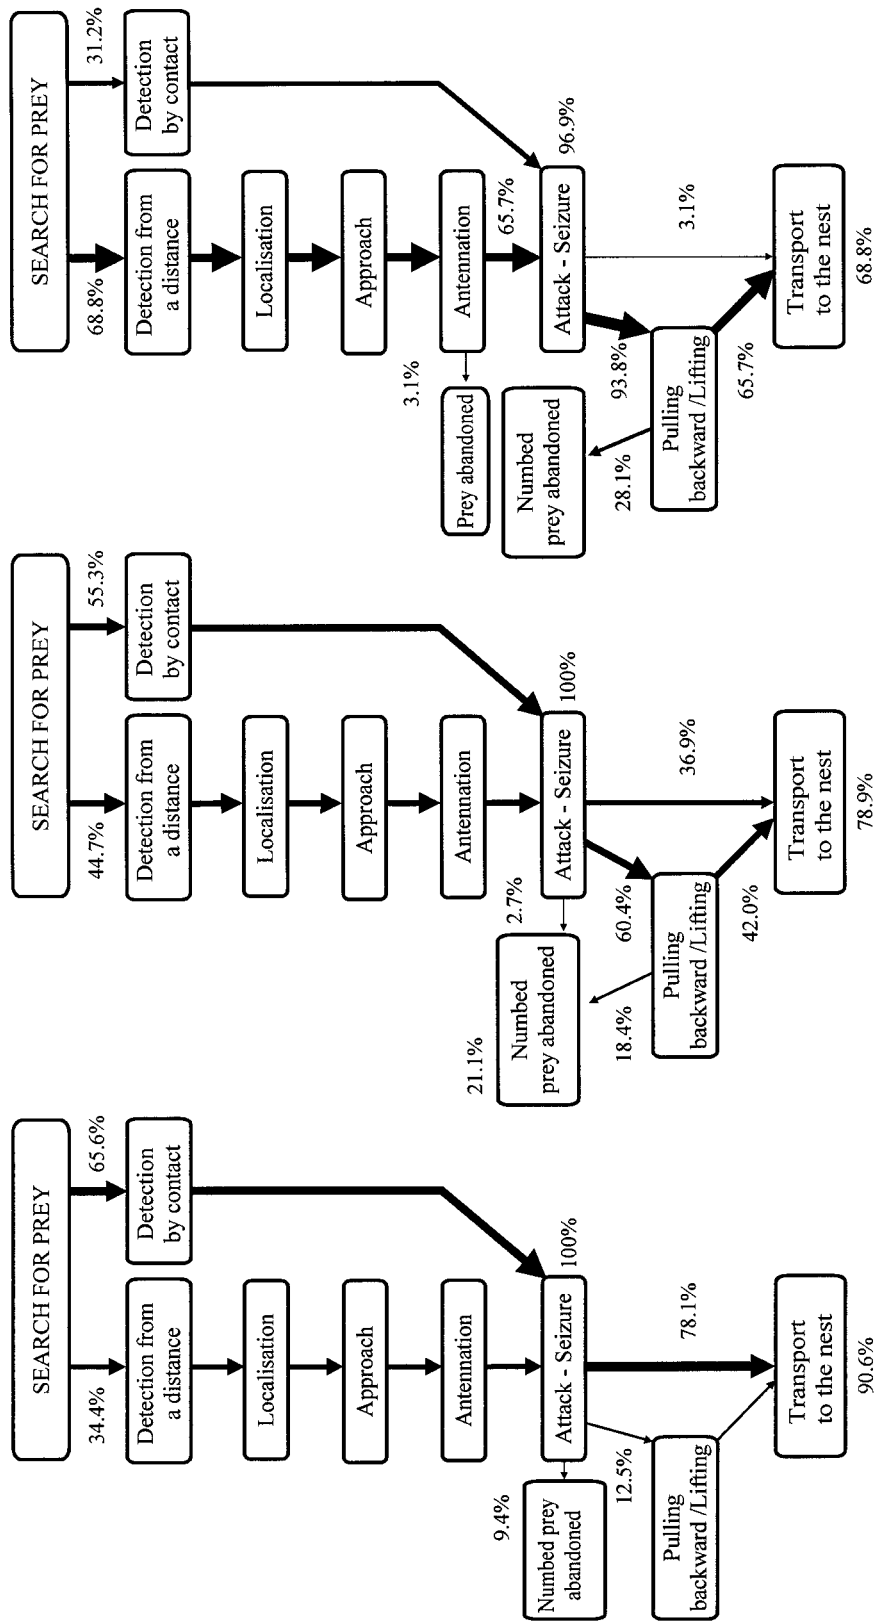 SEARCH FOR PREY
34.4%
65.6%
Detection from
a distance
Detection
by contact
Localisation
Approach
Antennation
Attack - Seizure
100%
9.4%
Numbed prey
abandoned
12.5%
78.1%
Pulling
backward /Lifting
Transport
to the nest
90.6%
SEARCH FOR PREY
44.7%
55.3%
Detection from
a distance
Detection
by contact
Localisation
Approach
Antennation
Attack - Seizure
100%
2.7%
21.1%
Numbed
prey abandoned
60.4%
36.9%
18.4%
Pulling
backward /Lifting
42.0%
Transport
to the nest
78.9%
SEARCH FOR PREY
68.8%
31.2%
Detection from
a distance
Detection
by contact
Localisation
Approach
Antennation
3.1%
Prey abandoned
65.7%
Attack - Seizure
96.9%
Numbed
prey abandoned
93.8%
3.1%
28.1%
Pulling
backward /Lifting
65.7%
Transport
to the nest
68.8%